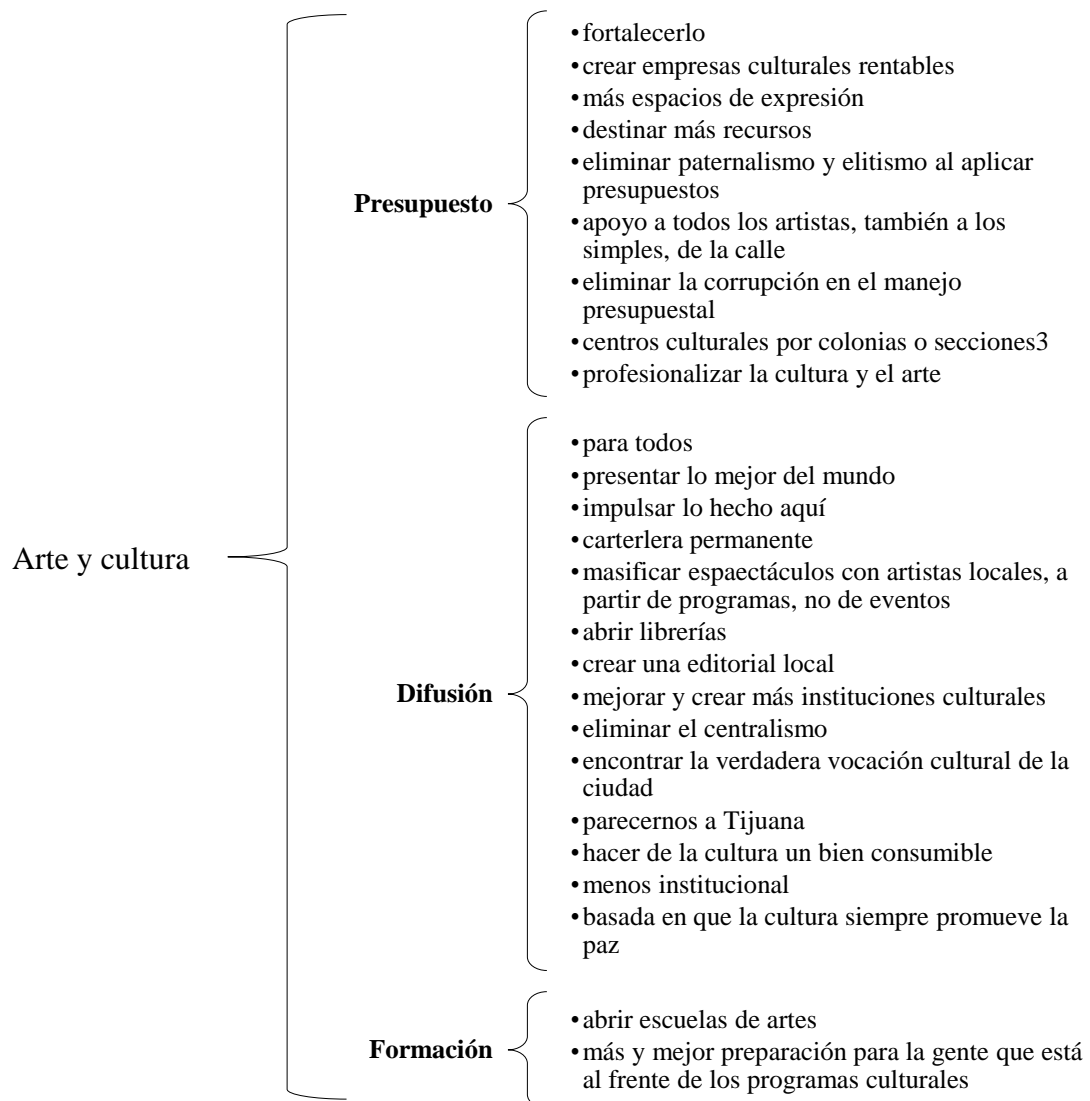 Arte y cultura
Presupuesto
•fortalecerlo
•crear empresas culturales rentables
•más espacios de expresión
•destinar más recursos
•eliminar paternalismo y elitismo al aplicar
presupuestos
•apoyo a todos los artistas, también a los
simples, de la calle
•eliminar la corrupción en el manejo
presupuestal
•centros culturales por colonias o secciones3
•profesionalizar la cultura y el arte
Difusión
•para todos
•presentar lo mejor del mundo
•impulsar lo hecho aquí
•carterlera permanente
•masificar espaectáculos con artistas locales, a
partir de programas, no de eventos
•abrir librerías
•crear una editorial local
•mejorar y crear más instituciones culturales
•eliminar el centralismo
•encontrar la verdadera vocación cultural de la
ciudad
•parecernos a Tijuana
•hacer de la cultura un bien consumible
•menos institucional
•basada en que la cultura siempre promueve la
paz
Formación
•abrir escuelas de artes
•más y mejor preparación para la gente que está
al frente de los programas culturales